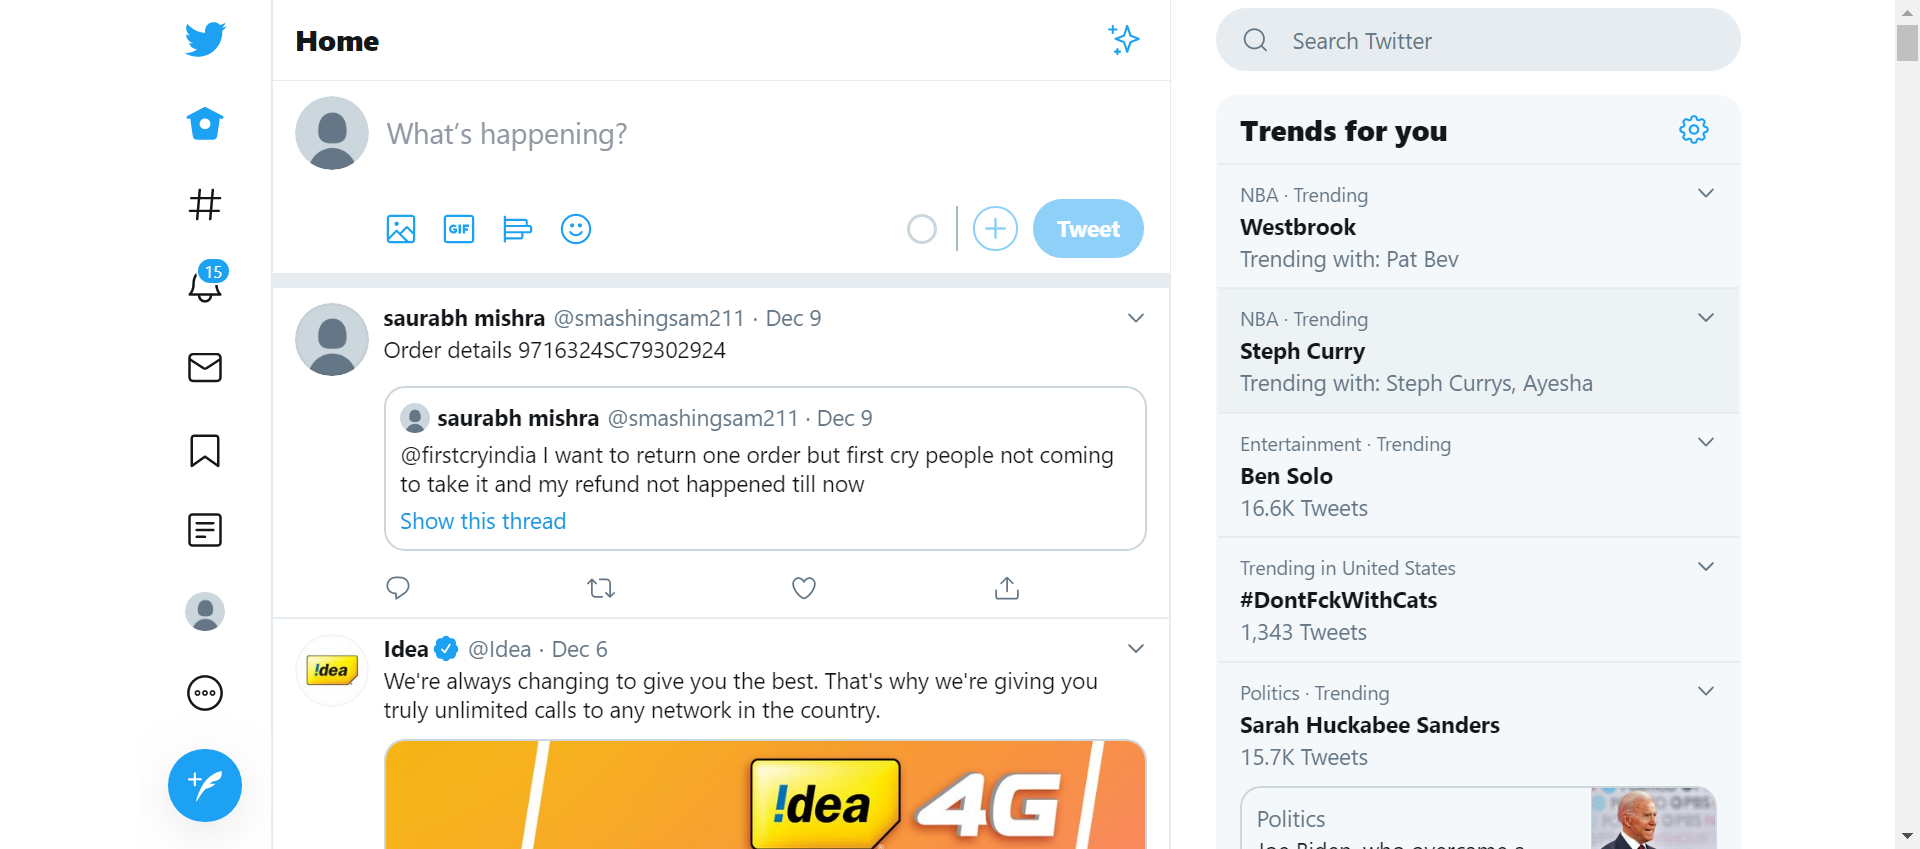 Home
What's happening?
GIF
Tweet
15
saurabh mishra @smashingsam211 · Dec 9
Order details 9716324SC79302924
saurabh mishra @smashingsam211 · Dec 9
@firstcryindia I want to return one order but first cry people not coming
to take it and my refund not happened till now
Show this thread
Idea @Idea · Dec 6
!dea
We're always changing to give you the best. That's why we're giving you
truly unlimited calls to any network in the country.
!dea 4G
Search Twitter
Trends for you
NBA · Trending
Westbrook
Trending with: Pat Bev
NBA · Trending
Steph Curry
Trending with: Steph Currys, Ayesha
Entertainment · Trending
Ben Solo
16.6K Tweets
Trending in United States
#DontFckWithCats
1,343 Tweets
Politics · Trending
Sarah Huckabee Sanders
15.7K Tweets
Politics
Joe Biden, who overcame a